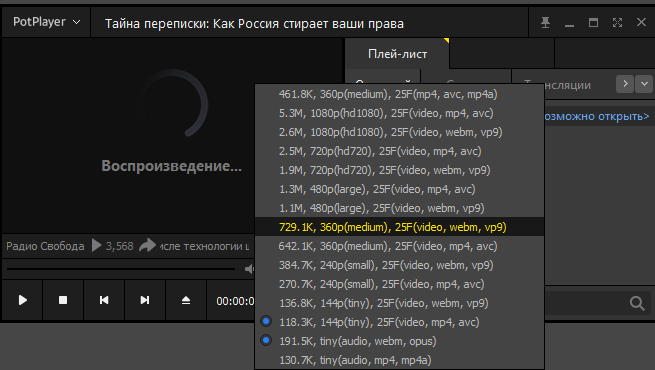 PotPlayer
Тайна переписки: Как Россия стирает ваши права
Плей-лист
Трансляции
Воспроизведение...
озможно открыть>
461.8K, 360p(medium), 25F(mp4, avc, mp4a)
5.3M, 1080p(hd1080), 25F(video, mp4, avc)
2.6M, 1080p(hd1080), 25F(video, webm, vp9)
2.5M, 720p(hd720), 25F(video, mp4, avc)
1.9M, 720p(hd720), 25F(video, webm, vp9)
1.3M, 480p(large), 25F(video, mp4, avc)
1.1M, 480p(large), 25F(video, webm, vp9)
729.1K, 360p(medium), 25F(video, webm, vp9)
642.1K, 360p(medium), 25F(video, mp4, avc)
384.7K, 240p(small), 25F(video, webm, vp9)
270.7K, 240p(small), 25F(video, mp4, avc)
136.8K, 144p(tiny), 25F(video, webm, vp9)
118.3K, 144p(tiny), 25F(video, mp4, avc)
191.5K, tiny(audio, webm, opus)
130.7K, tiny(audio, mp4, mp4a)
Радио Свобода 3,568 исле технологии
00:00:0